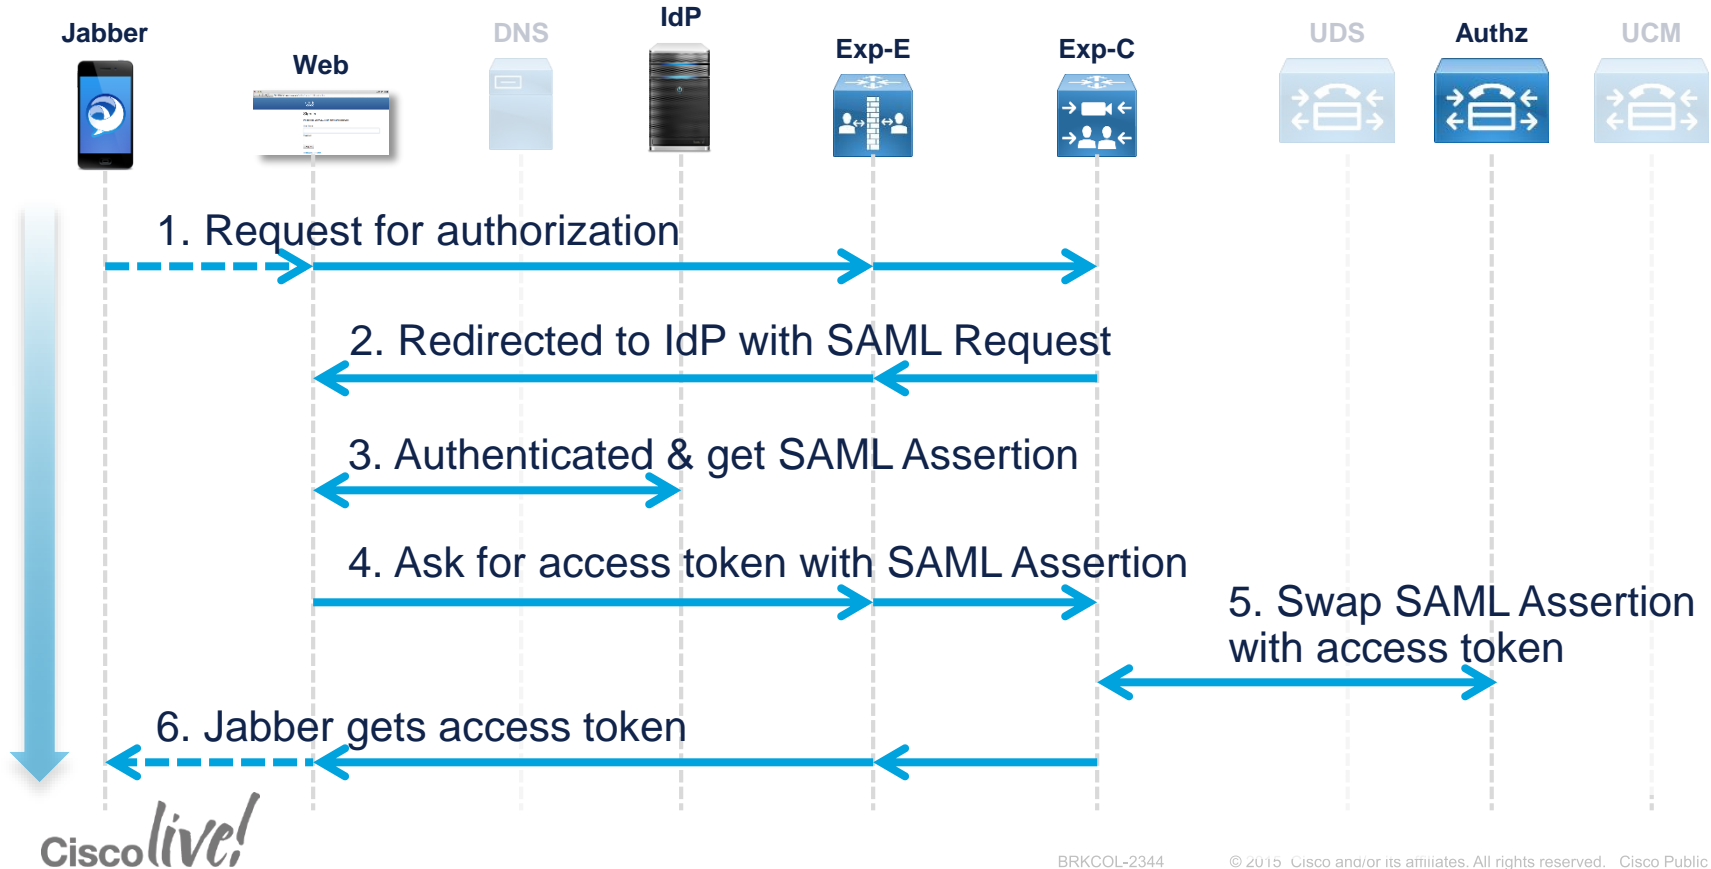 Jabber
Web
DNS
IdP
Exp-E
Exp-C
UDS
Authz
UCM
1. Request for authorization
2. Redirected to IdP with SAML Request
3. Authenticated & get SAML Assertion
4. Ask for access token with SAML Assertion
5. Swap SAML Assertion
with access token
6. Jabber gets access token
Cisco live!
BRKCOL-2344
© 2015 Cisco and/or its affiliates. All rights reserved. Cisco Public